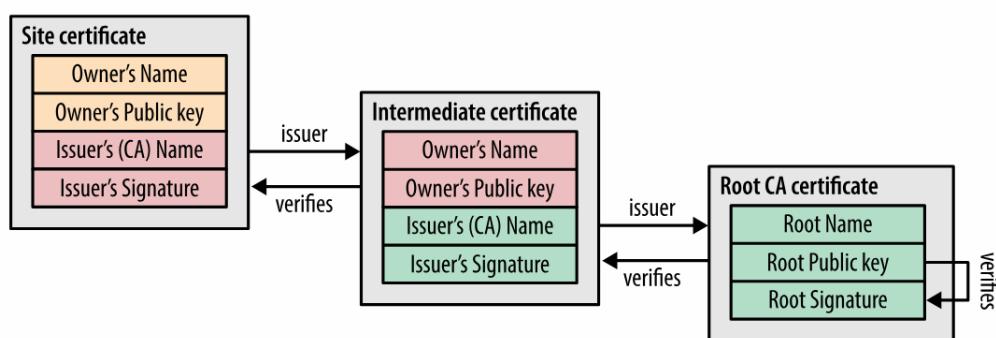 Site certificate
Owner’s Name
Owner’s Public key
Issuer’s (CA) Name
Issuer’s Signature
issuer
verifies
Intermediate certificate
Owner’s Name
Owner’s Public key
Issuer’s (CA) Name
Issuer’s Signature
issuer
verifies
Root CA certificate
Root Name
Root Public key
Root Signature
verifies